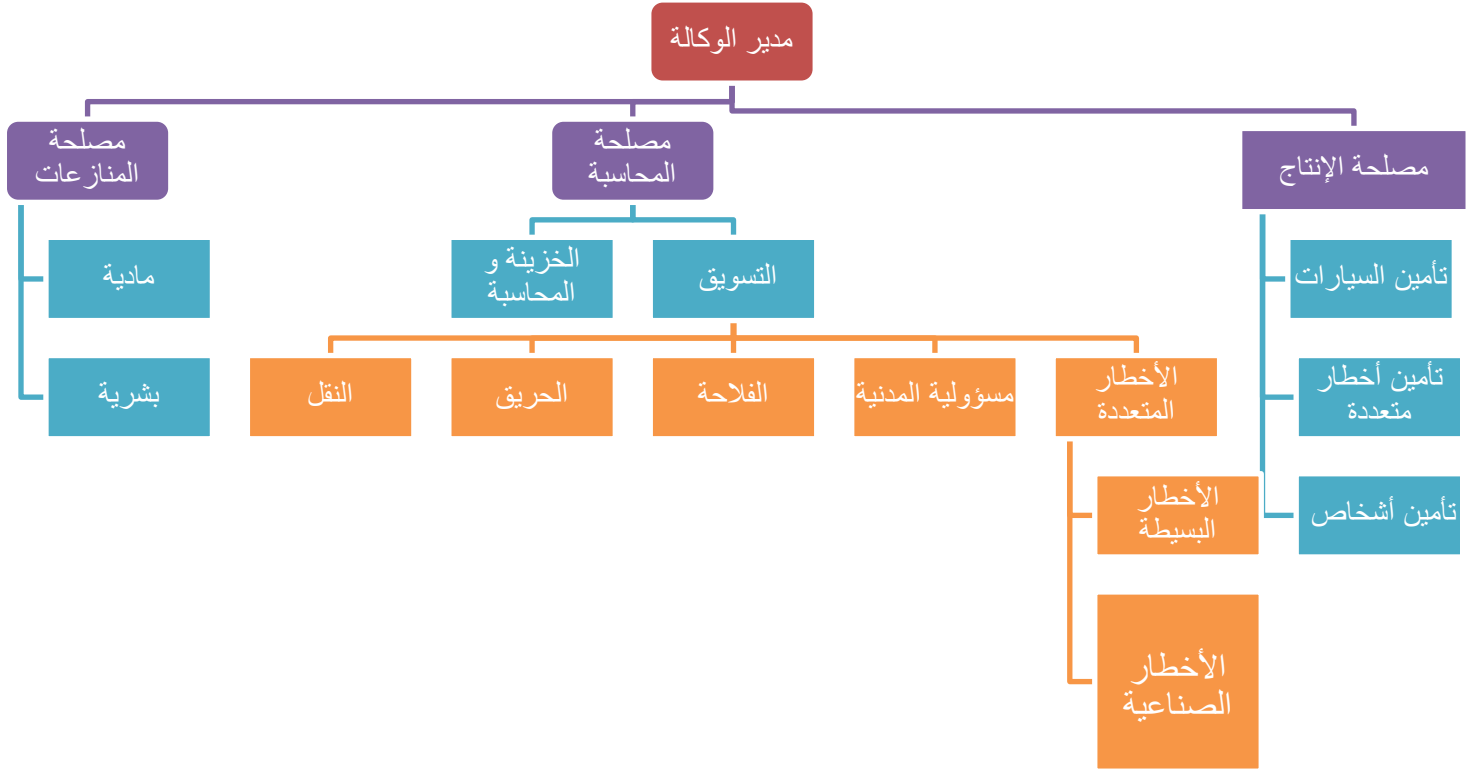 مدير الوكالة
مصلحة الإنتاج
مصلحة
المحاسبة
مصلحة
المنازعات
تأمين السيارات
التسويق
الخزينة و
المحاسبة
مادية
تأمين أخطار
متعددة
الأخطار
المتعددة
مسؤولية المدنية
الفلاحة
الحريق
النقل
بشرية
تأمين أشخاص
الأخطار
البسيطة
الأخطار
الصناعية